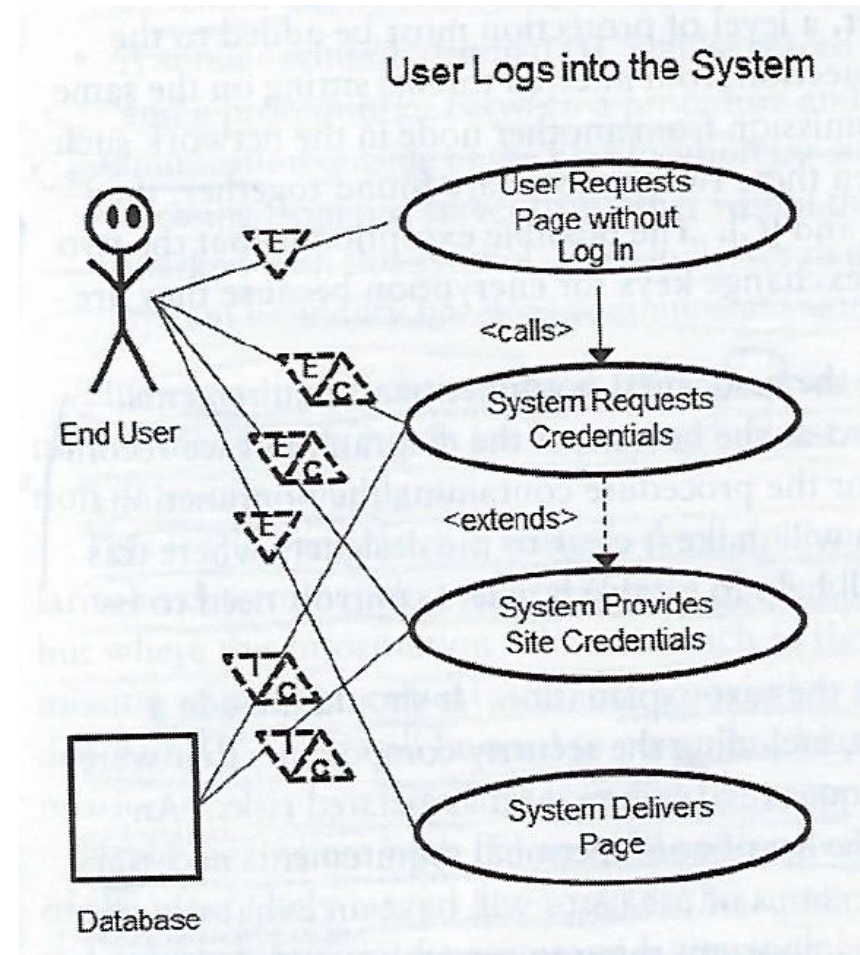 User Logs into the System
User Requests
Page without
Log In
E
<calls>
E C
System Requests
Credentials
End User
C
E
<extends>
System Provides
Site Credentials
I C
I C
System Delivers
Page
Database